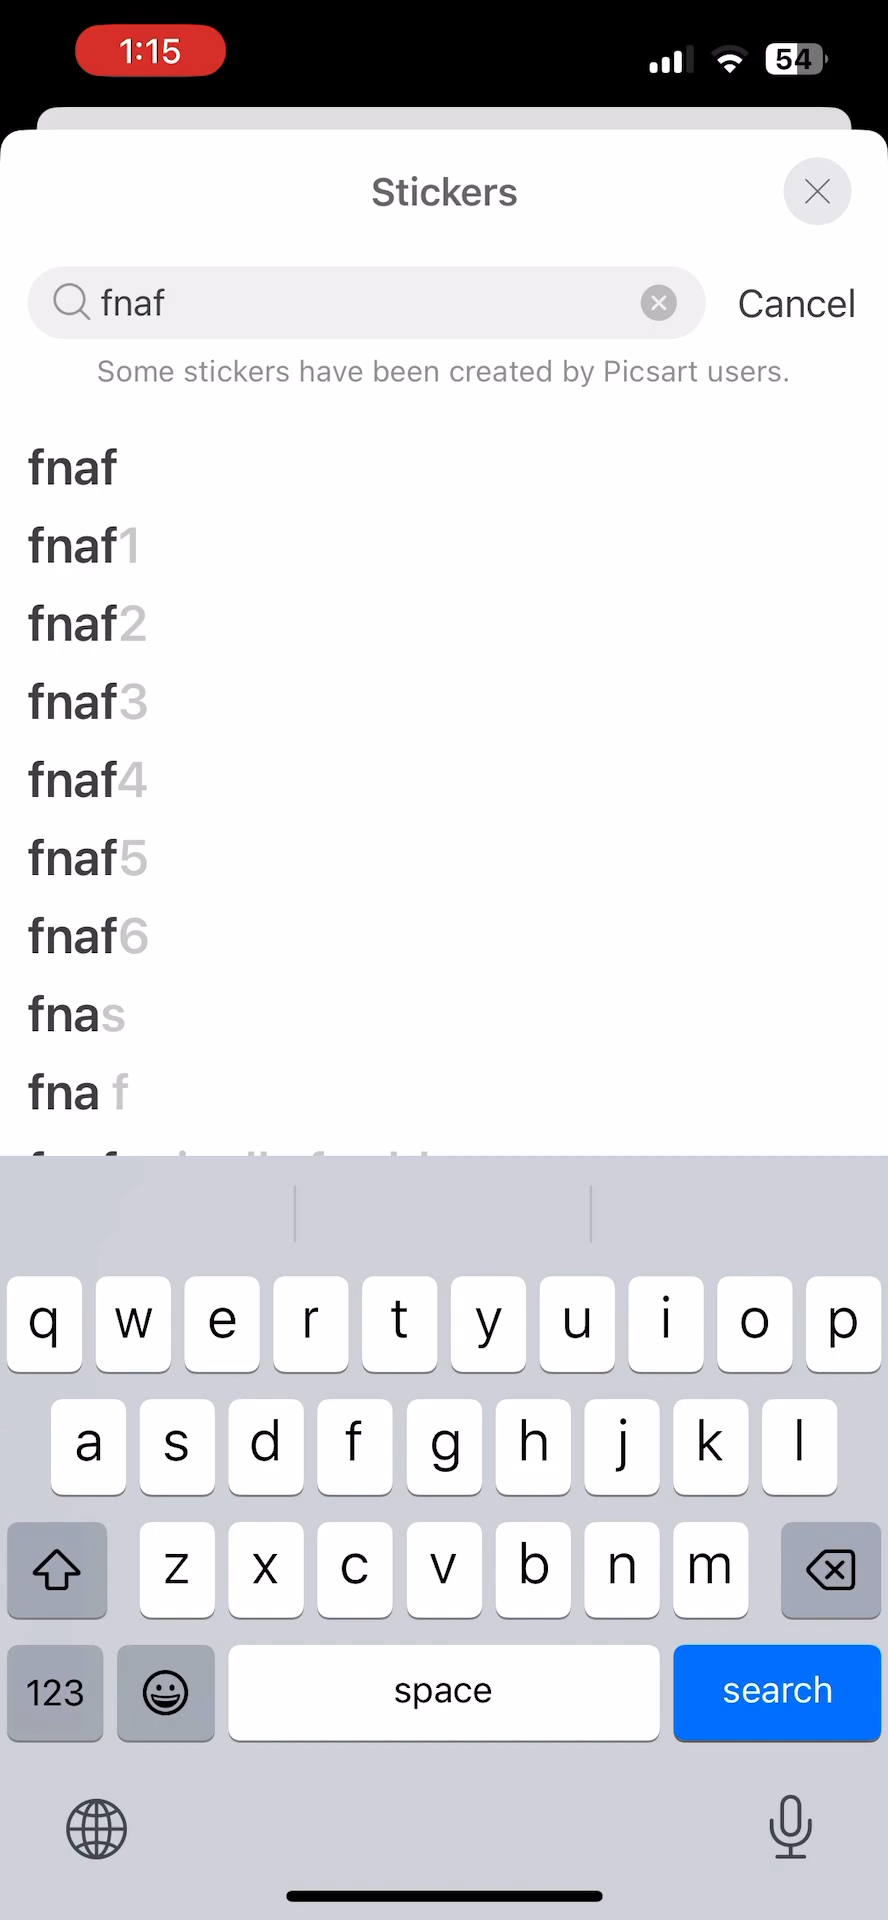 1:15
54
Stickers
fnaf
Cancel
Some stickers have been created by Picsart users.
fnaf
fnaf1
fnaf2
fnaf3
fnaf4
fnaf5
fnaf6
fnas
fna f
q w e r t y u i o p
a s d f g h j k l
z x c v b n m
123
space
search